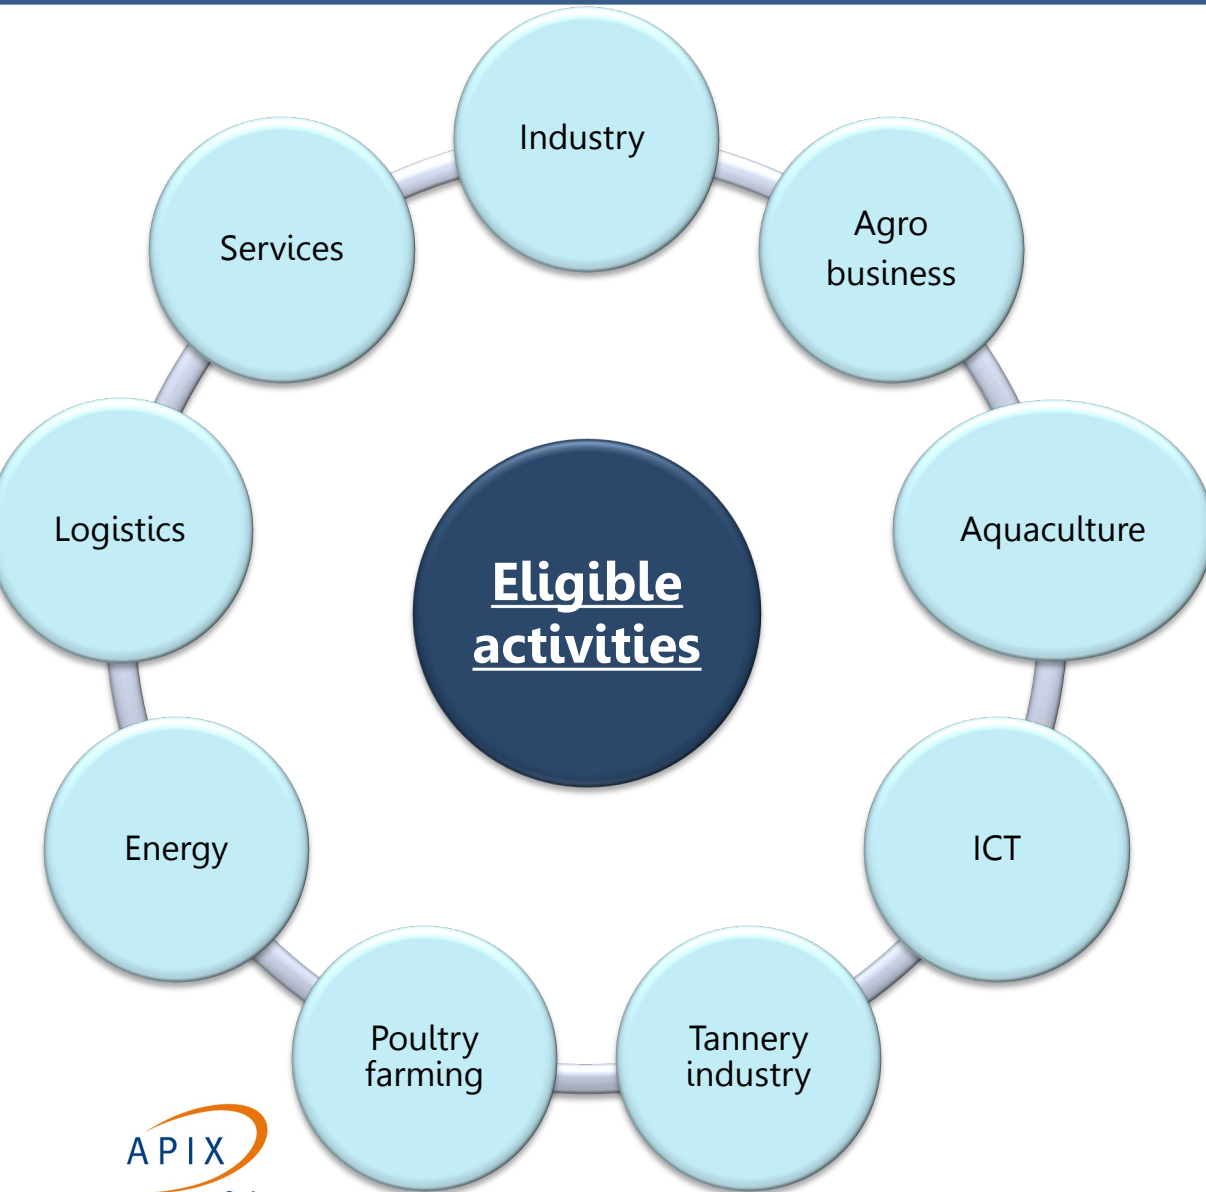 Industry
Agro
business
Aquaculture
ICT
Tannery
industry
Poultry
farming
Energy
Logistics
Services
Eligible
activities
APIX